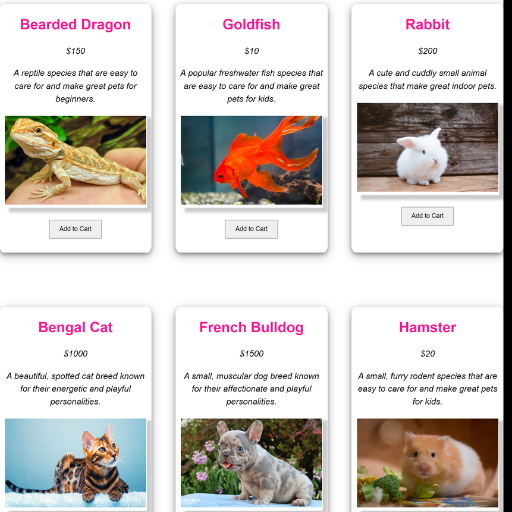 Bearded Dragon
$150
A reptile species that are easy to
care for and make great pets for
beginners.
Add to Cart
Goldfish
$10
A popular freshwater fish species that
are easy to care for and make great
pets for kids.
Add to Cart
Rabbit
$200
A cute and cuddly small animal
species that make great indoor pets.
Add to Cart
Bengal Cat
$1000
A beautiful, spotted cat breed known
for their energetic and playful
personalities.
French Bulldog
$1500
A small, muscular dog breed known
for their affectionate and playful
personalities.
Hamster
$20
A small, furry rodent species that are
easy to care for and make great pets
for kids.